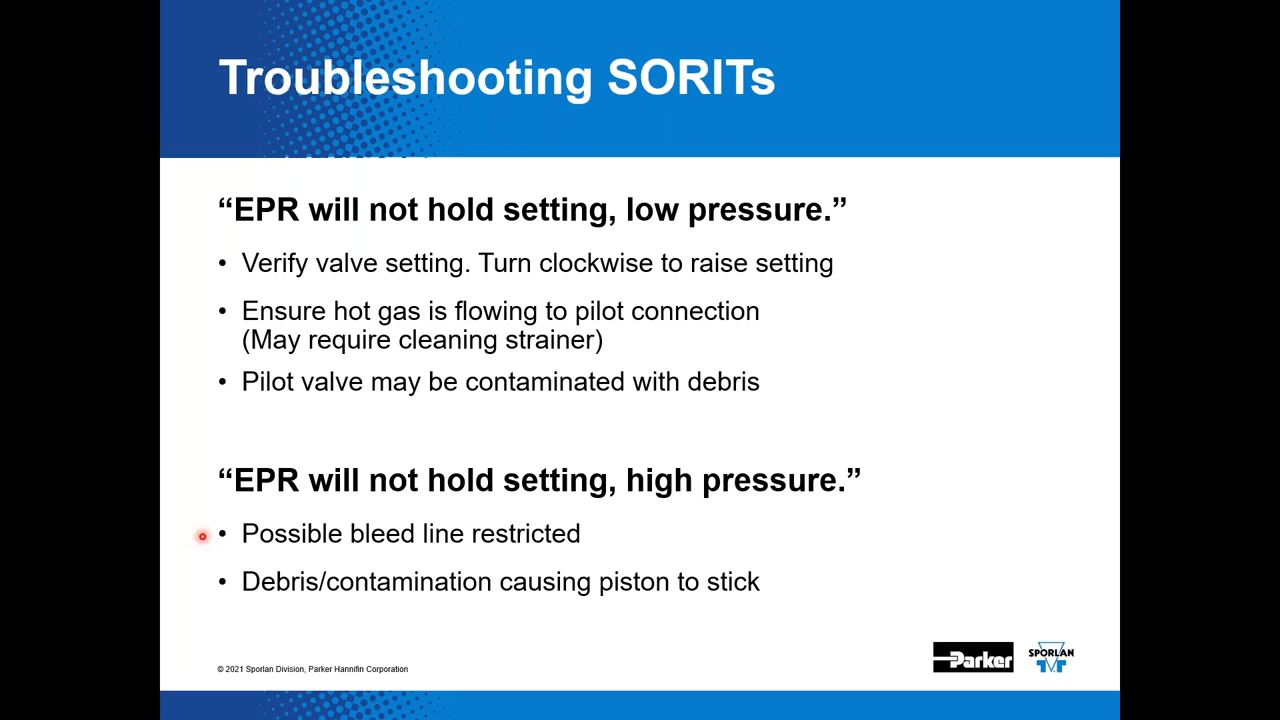 Troubleshooting SORITs
“EPR will not hold setting, low pressure.”
• Verify valve setting. Turn clockwise to raise setting
• Ensure hot gas is flowing to pilot connection
(May require cleaning strainer)
• Pilot valve may be contaminated with debris
“EPR will not hold setting, high pressure.”
• Possible bleed line restricted
• Debris/contamination causing piston to stick
© 2021 Sporlan Division, Parker Hannifin Corporation
Parker
SPORLAN